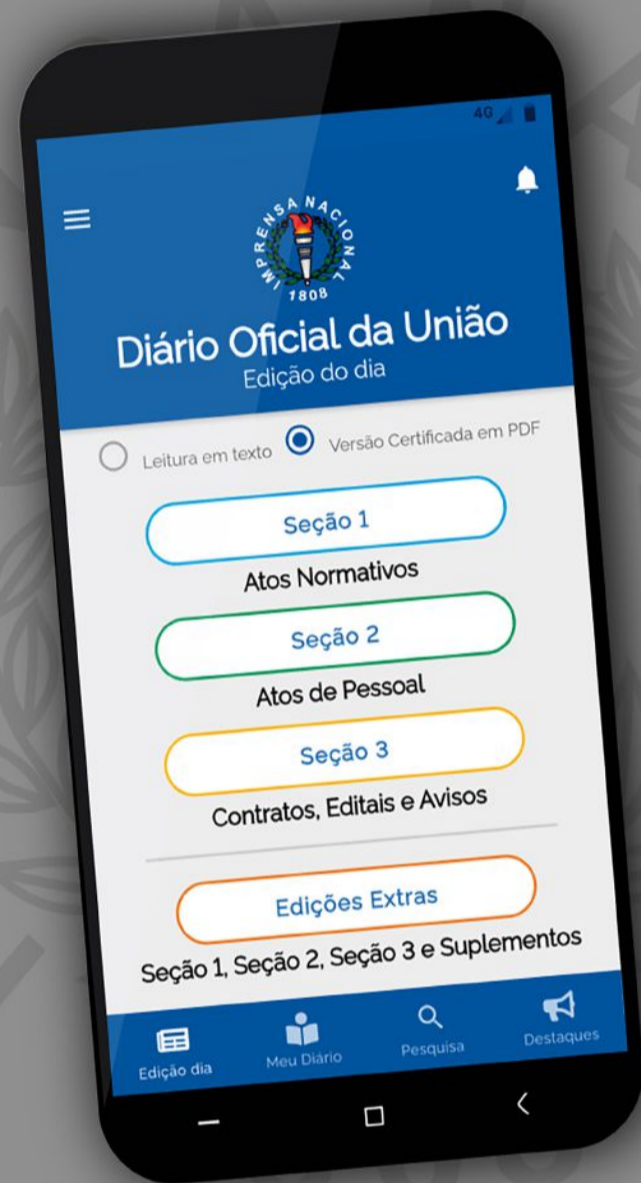 4G
IMPRENSA NACIONAL
1808
Diário Oficial da União
Edição do dia
Leitura em texto Versão Certificada em PDF
Seção 1
Atos Normativos
Seção 2
Atos de Pessoal
Seção 3
Contratos, Editais e Avisos
Edições Extras
Seção 1, Seção 2, Seção 3 e Suplementos
Edição dia Meu Diário Pesquisa Destaques